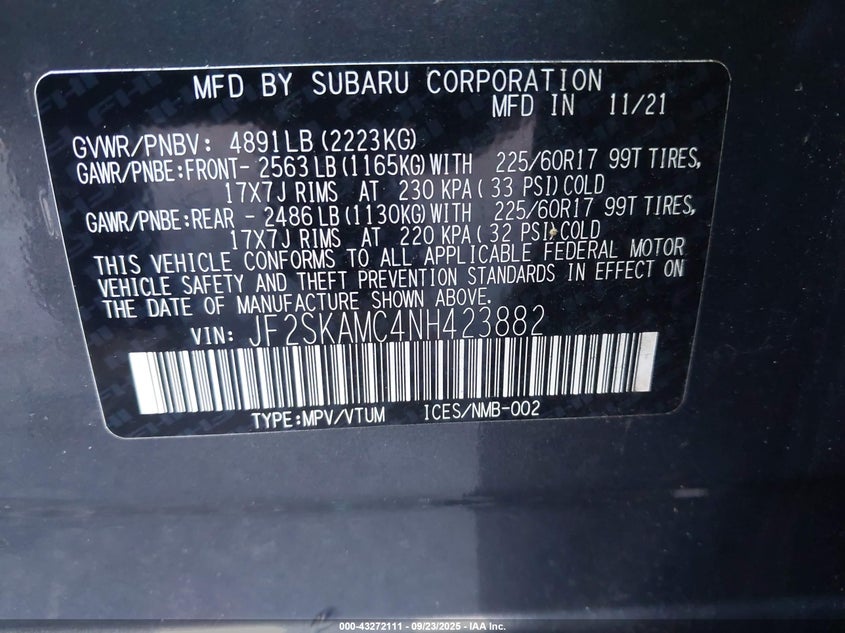 MFD BY SUBARU CORPORATION
MFD IN 11/21
GVWR/PNBV: 4891LB(2223KG)
GAWR/PNBE:FRONT- 2563LB(1165KG)WITH 225/60R17 99T TIRES,
17X7J RIMS AT 230 KPA( 33 PSI)COLD
GAWR/PNBE:REAR - 2486LB(1130KG)WITH 225/60R17 99T TIRES,
17X7J RIMS AT 220 KPA( 32 PSI)COLD
THIS VEHICLE CONFORMS TO ALL APPLICABLE FEDERAL MOTOR
VEHICLE SAFETY AND THEFT PREVENTION STANDARDS IN EFFECT ON
THE DATE OF MANUFACTURE SHOWN ABOVE.
VIN: JF2SKAMC4NH423882
TYPE:MPV/VTUM ICES/NMB-002
000-43272111 - 09/23/2025 - IAA Inc.